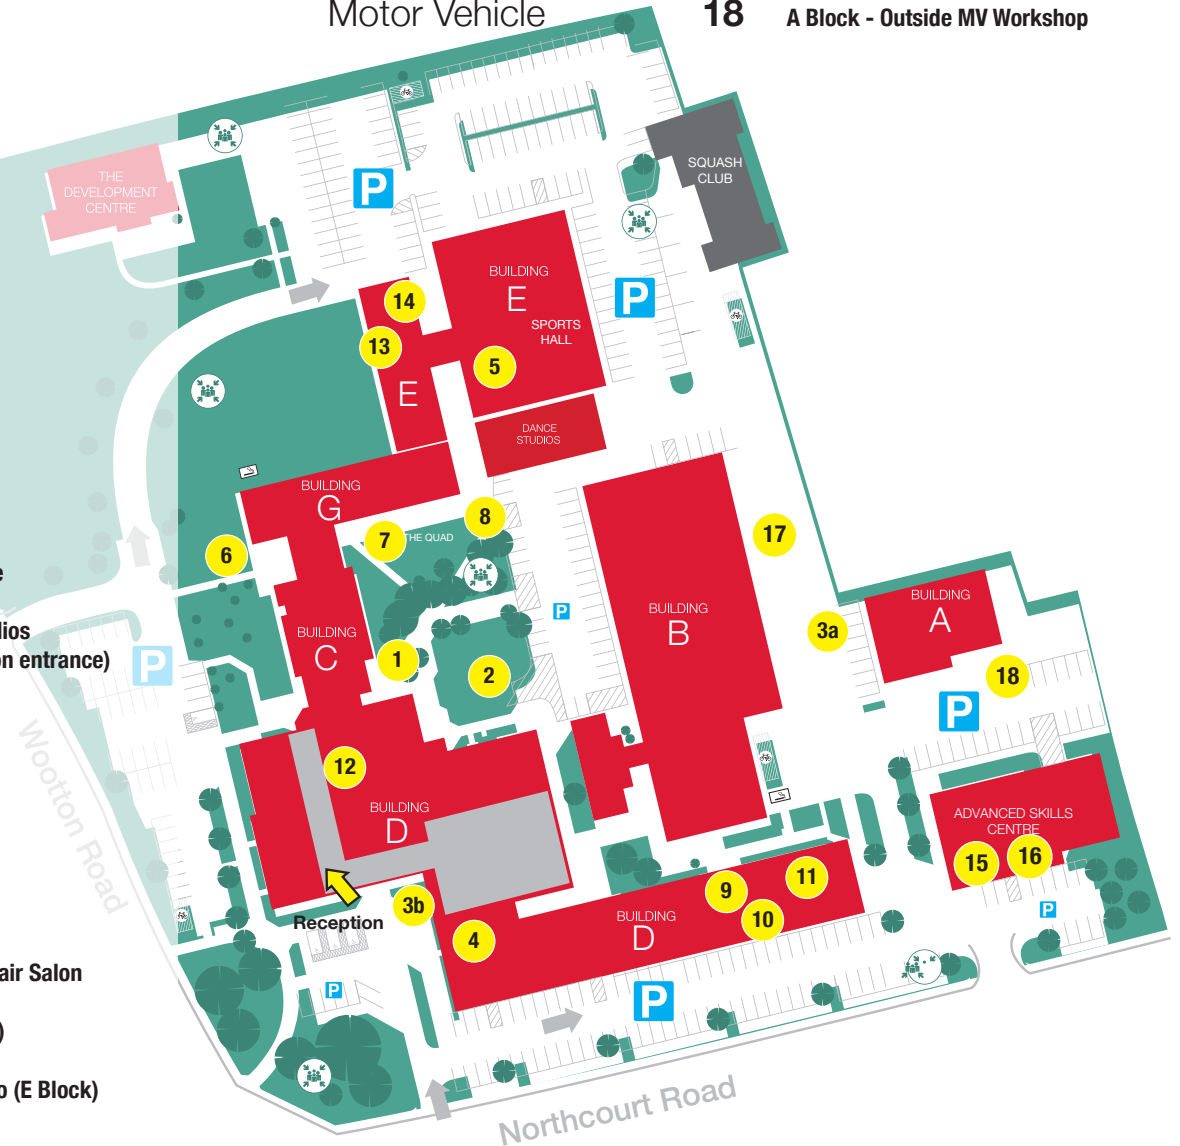 Motor Vehicle
18 A Block - Outside MV Workshop
THE
DEVELOPMENT
CENTRE
P
SQUASH
CLUB
BUILDING
E
SPORTS
HALL
P
14
13
5
E
DANCE
STUDIOS
BUILDING
G
8
7
THE QUAD
6
17
e
lios
on entrace)
P
BUILDING
C
1
2
P
BUILDING
B
3a
BUILDING
A
18
P
Wootton Road
12
BUILDING
D
ADVANCED SKILLS
CENTRE
15
16
P
Reception
3b
4
BUILDING
D
9
10
11
air Salon
)
o (E Block)
P
P
Northcourt Road